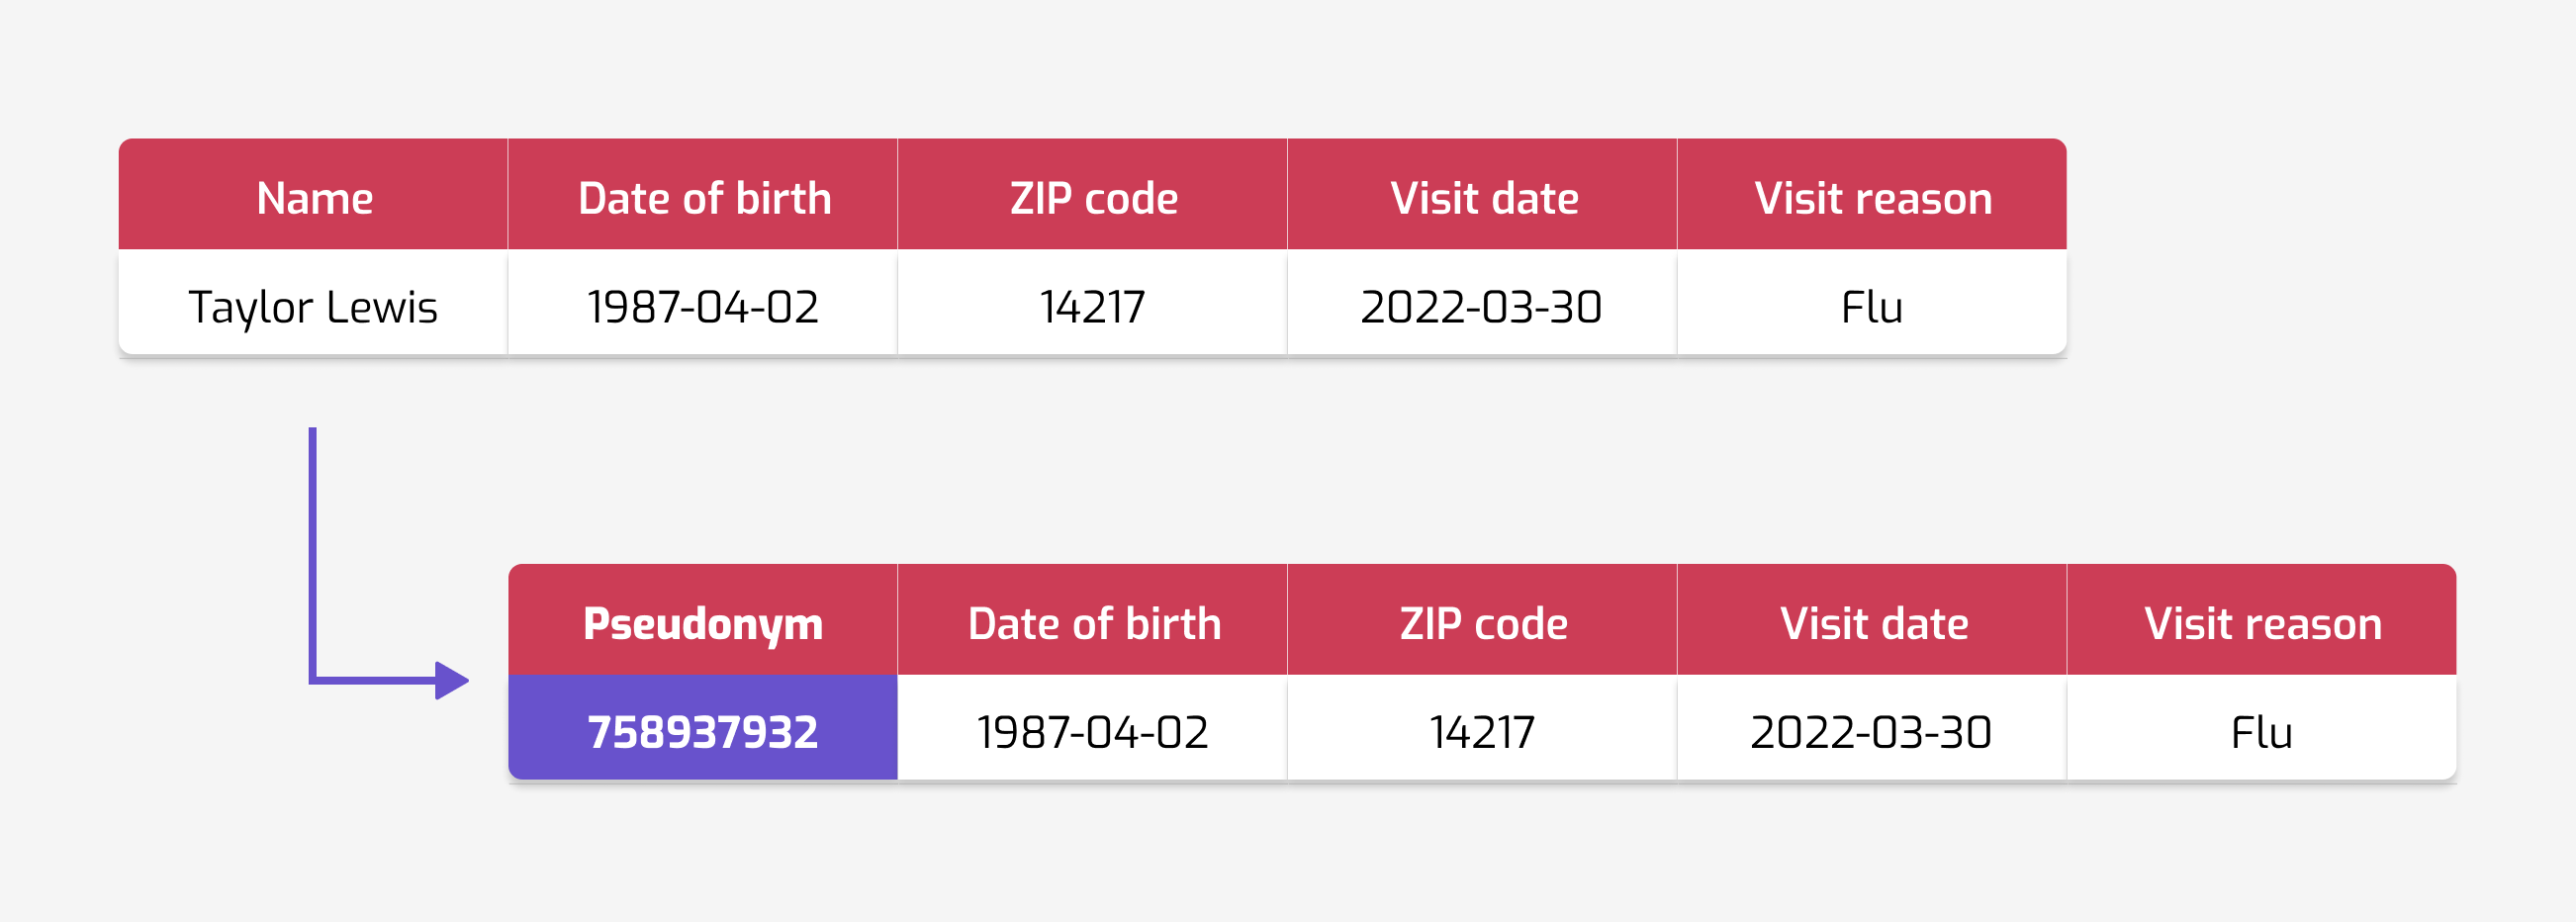 Name Date of birth ZIP code Visit date Visit reason
Taylor Lewis 1987-04-02 14217 2022-03-30 Flu
Pseudonym Date of birth ZIP code Visit date Visit reason
758937932 1987-04-02 14217 2022-03-30 Flu